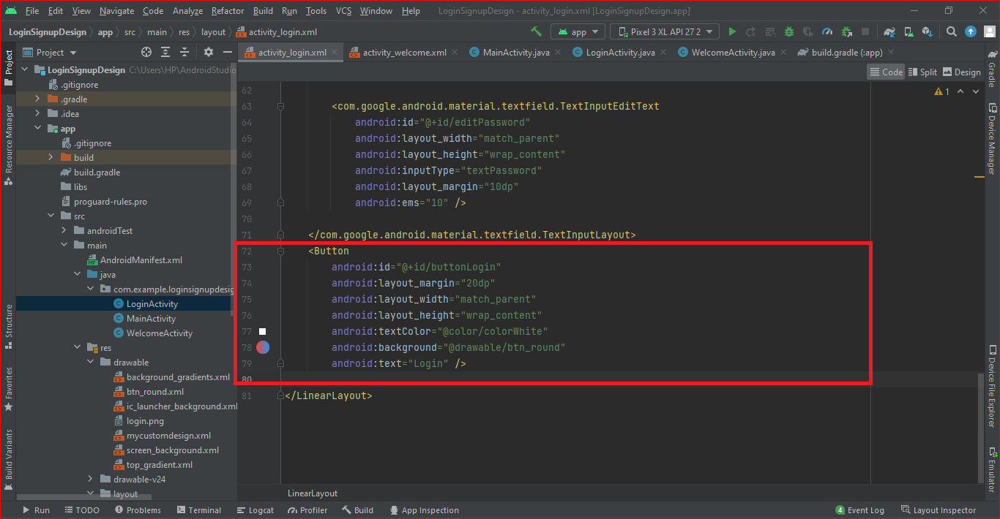 File Edit View Navigate Code Analyze Refactor Build Run Tools VCS Window Help LoginSignupDesign - activity_login.xml [LoginSignupDesign.app]
LoginSignupDesign app src main res layout activity_login.xml app Pixel 3 XL API 27 2
Project activity_login.xml activity_welcome.xml MainActivity.java LoginActivity.java WelcomeActivity.java build.gradle (:app)
Code Split Design
1
LoginSignupDesign C:\Users\HP\AndroidStudio
.gitignore
.gradle
.idea
app
.gitignore
build
build.gradle
libs
proguard-rules.pro
src
androidTest
main
AndroidManifest.xml
java
com.example.loginsignupdesig
LoginActivity
MainActivity
WelcomeActivity
res
drawable
background_gradients.xml
btn_round.xml
ic_launcher_background.xml
login.png
mycustomdesign.xml
screen_background.xml
top_gradient.xml
drawable-v24
layout
62
63 <com.google.android.material.textfield.TextInputEditText
64 android:id="@+id/editPassword"
65 android:layout_width="match_parent"
66 android:layout_height="wrap_content"
67 android:inputType="textPassword"
68 android:layout_margin="10dp"
69 android:ems="10" />
70
71 </com.google.android.material.textfield.TextInputLayout>
72 <Button
73 android:id="@+id/buttonLogin"
74 android:layout_margin="20dp"
75 android:layout_width="match_parent"
76 android:layout_height="wrap_content"
77 android:textColor="@color/colorWhite"
78 android:background="@drawable/btn_round"
79 android:text="Login" />
80
81 </LinearLayout>
LinearLayout
Project
Resource Manager
Structure
Favorites
Build Variants
Gradle
Device Manager
Device File Explorer
Emulator
Run TODO Problems Terminal Logcat Profiler Build App Inspection 4 Event Log Layout Inspector